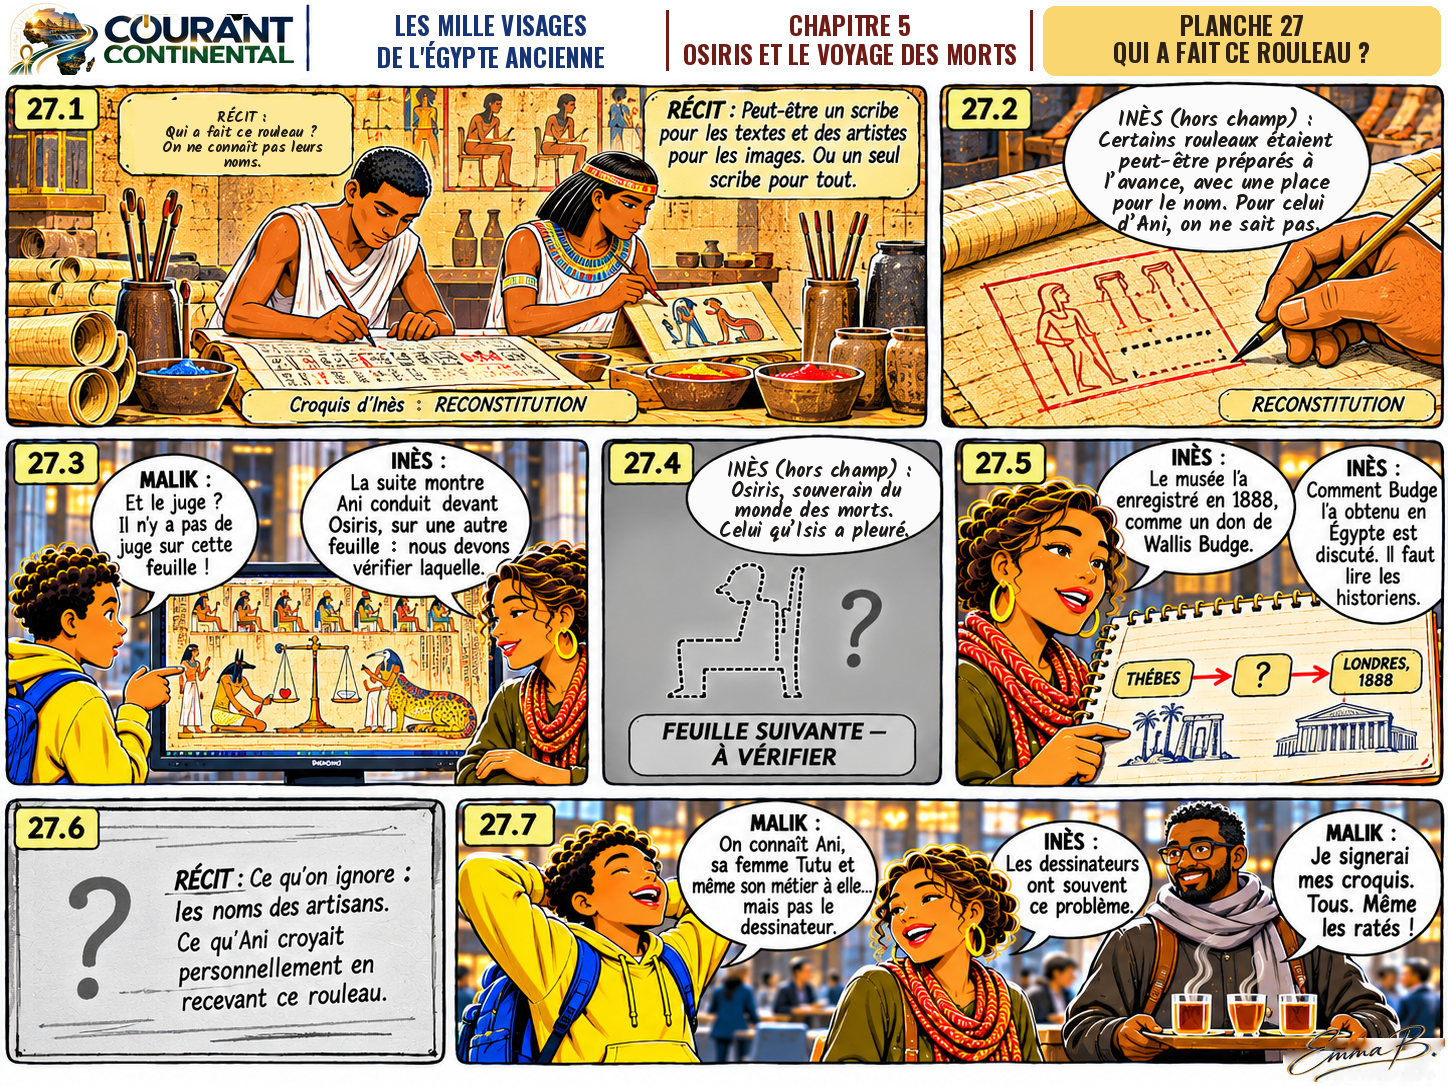 COURANT
CONTINENTAL
LES MILLE VISAGES
DE L'ÉGYPTE ANCIENNE
CHAPITRE 5
OSIRIS ET LE VOYAGE DES MORTS
PLANCHE 27
QUI A FAIT CE ROULEAU ?
27.1
RÉCIT :
Qui a fait ce rouleau ?
On ne connaît pas leurs
noms.
RÉCIT : Peut-être un scribe
pour les textes et des artistes
pour les images. Ou un seul
scribe pour tout.
Croquis d'Inès : RECONSTITUTION
27.2
INÈS (hors champ) :
Certains rouleaux étaient
peut-être préparés à
l'avance, avec une place
pour le nom. Pour celui
d'Ani, on ne sait pas.
RECONSTITUTION
27.3
MALIK :
Et le juge ?
Il n'y a pas de
juge sur cette
feuille !
INÈS :
La suite montre
Ani conduit devant
Osiris, sur une autre
feuille : nous devons
vérifier laquelle.
27.4
INÈS (hors champ) :
Osiris, souverain du
monde des morts.
Celui qu'Isis a pleuré.
?
FEUILLE SUIVANTE –
À VÉRIFIER
27.5
INÈS :
Le musée l'a
enregistré en 1888,
comme un don de
Wallis Budge.
INÈS :
Comment Budge
l'a obtenu en
Égypte est
discuté. Il faut
lire les
historiens.
THÈBES
?
LONDRES,
1888
27.6
?
RÉCIT : Ce qu'on ignore :
les noms des artisans.
Ce qu'Ani croyait
personnellement en
recevant ce rouleau.
27.7
MALIK :
On connaît Ani,
sa femme Tutu et
même son métier à elle...
mais pas le
dessinateur.
INÈS :
Les dessinateurs
ont souvent
ce problème.
MALIK :
Je signerai
mes croquis.
Tous. Même
les ratés !
Emma B.